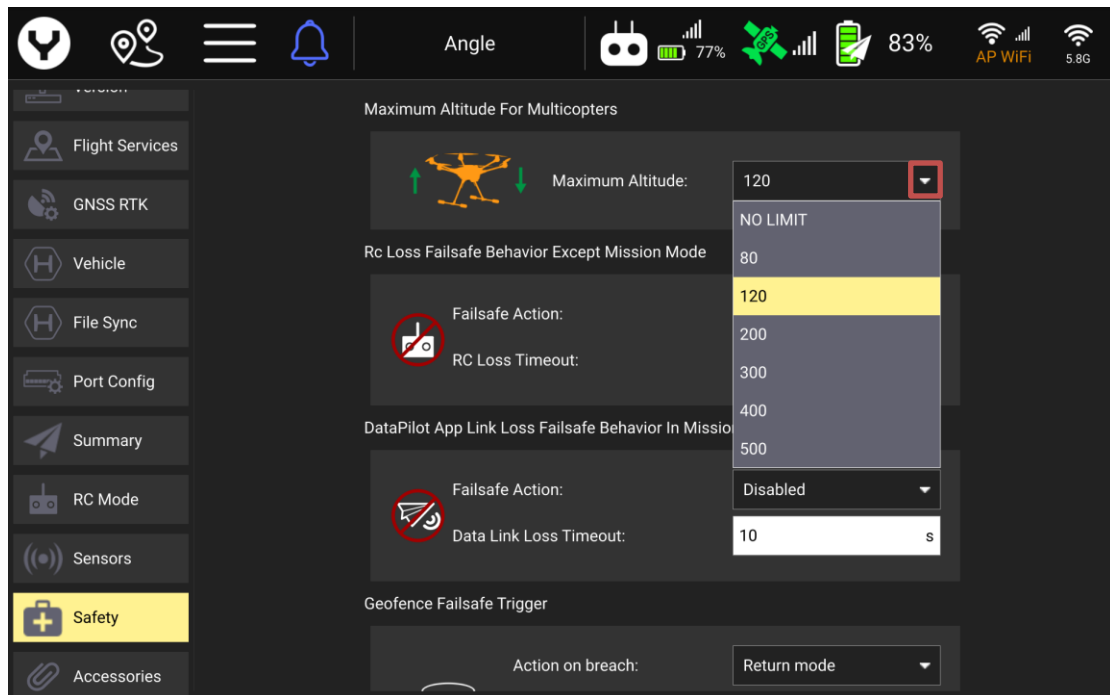 Angle
77%
GPS
83%
AP WiFi
5.8G
Version
Flight Services
GNSS RTK
Vehicle
File Sync
Port Config
Summary
RC Mode
Sensors
Safety
Accessories
Maximum Altitude For Multicopters
Maximum Altitude:
120
NO LIMIT
80
120
200
300
400
500
Rc Loss Failsafe Behavior Except Mission Mode
Failsafe Action:
RC Loss Timeout:
DataPilot App Link Loss Failsafe Behavior In Missio
Failsafe Action:
Disabled
Data Link Loss Timeout:
10 s
Geofence Failsafe Trigger
Action on breach:
Return mode